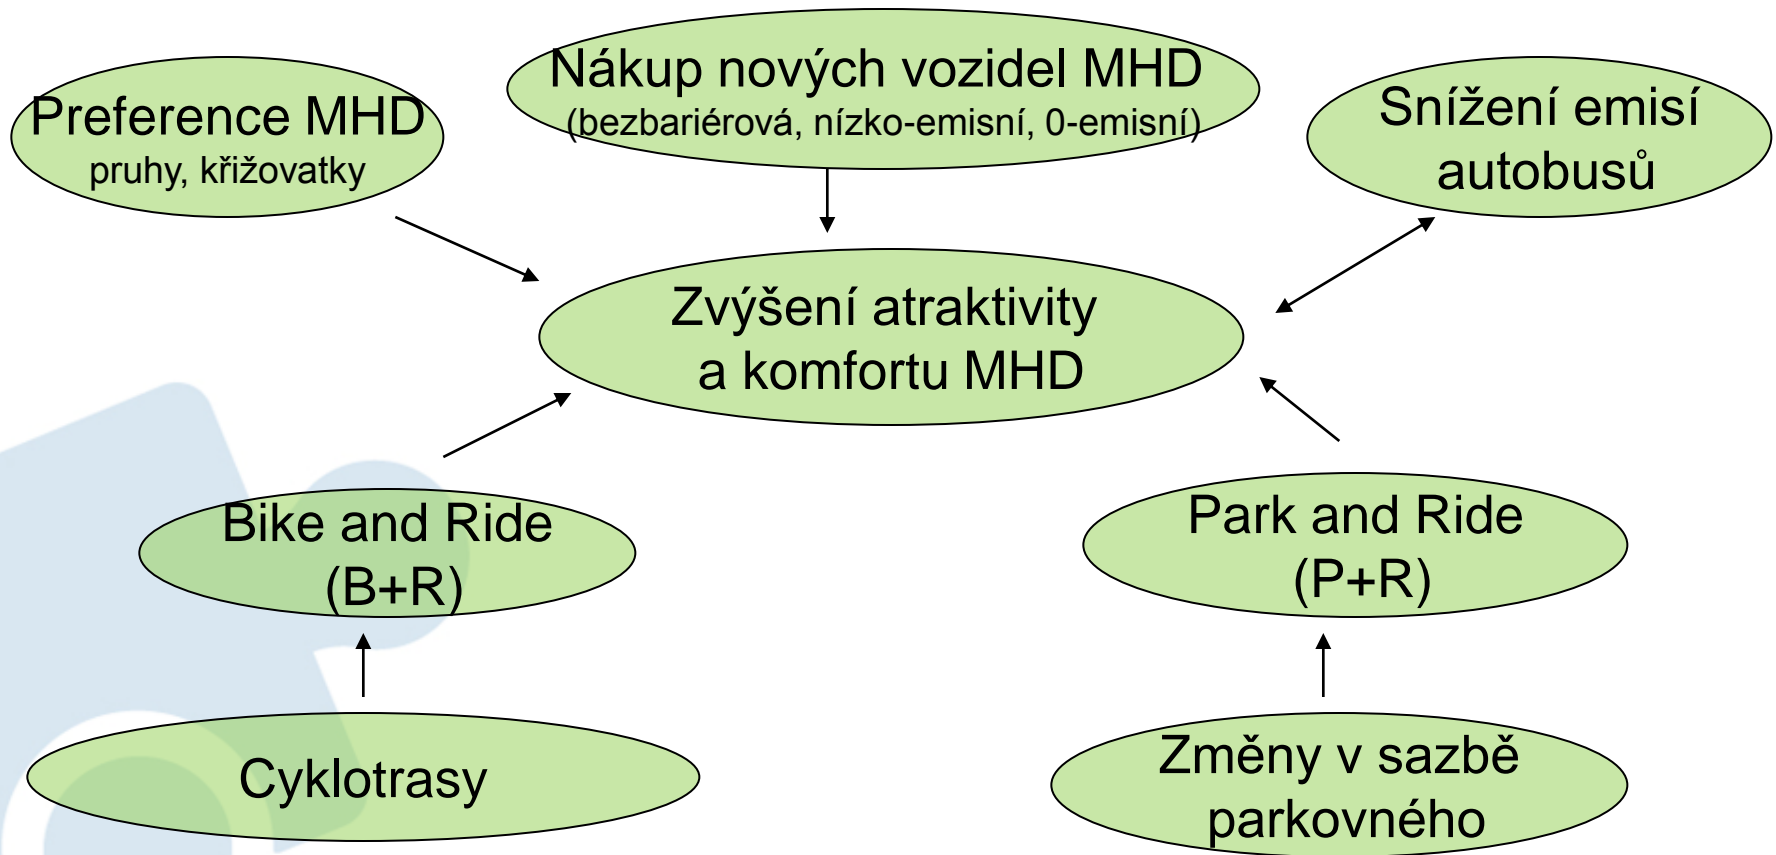 Preference MHD
pruhy, křižovatky
Nákup nových vozidel MHD
(bezbariérová, nízko-emisní, 0-emisní)
Snížení emisí
autobusů
Zvýšení atraktivity
a komfortu MHD
Bike and Ride
(B+R)
Park and Ride
(P+R)
Cyklotrasy
Změny v sazbě
parkovného